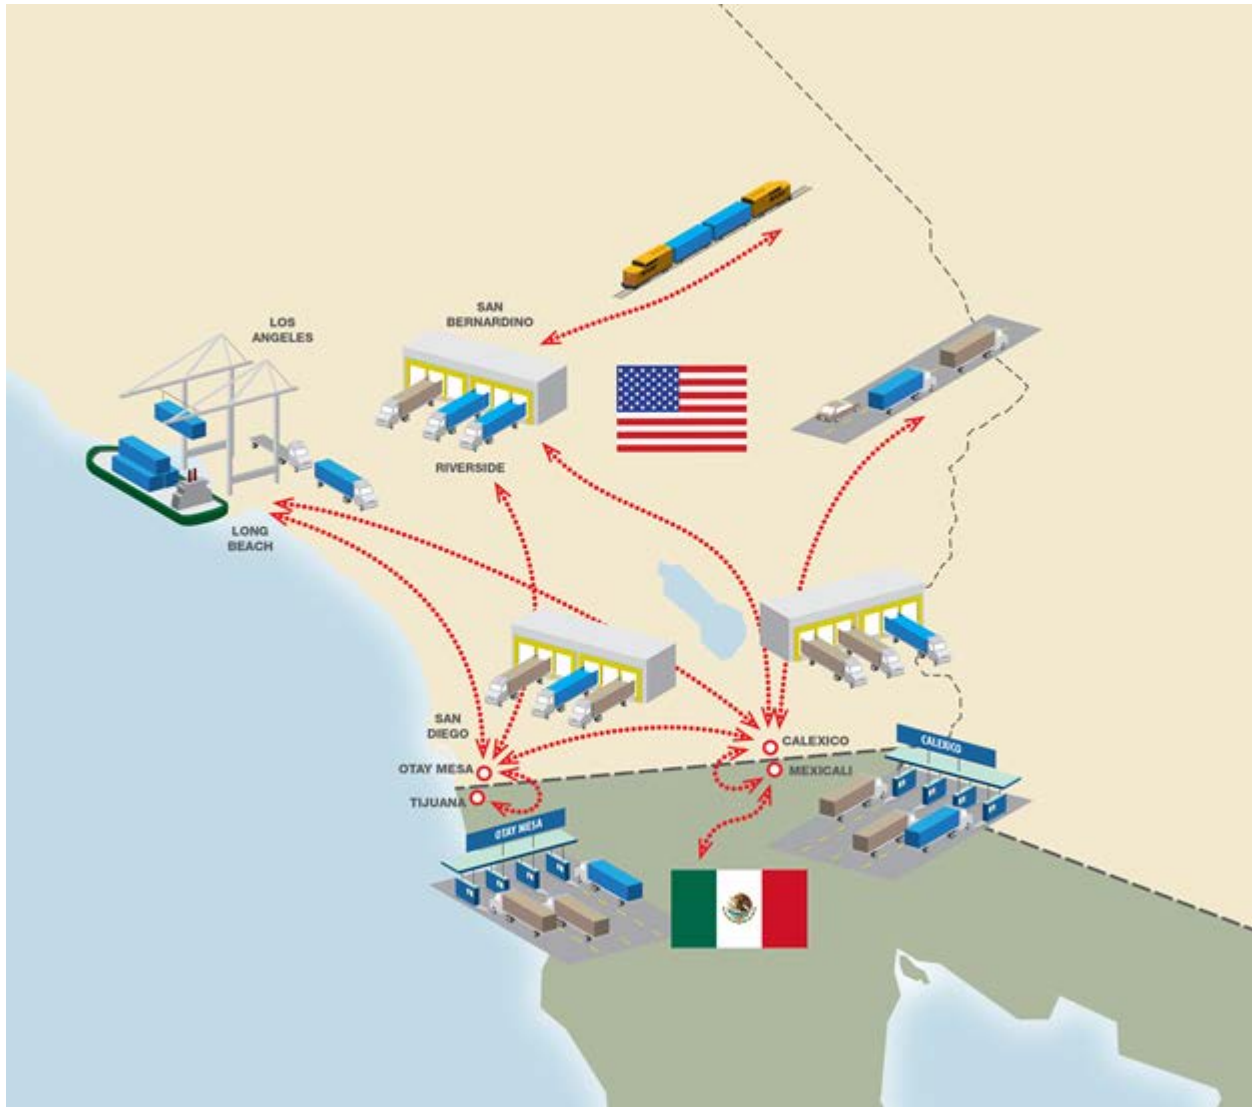 SAN
BERNARDINO
LOS
ANGELES
RIVERSIDE
LONG
BEACH
SAN
DIEGO
CALEXICO
CALEXICO
OTAY MESA
MEXICALI
TIJUANA
OTAY MESA